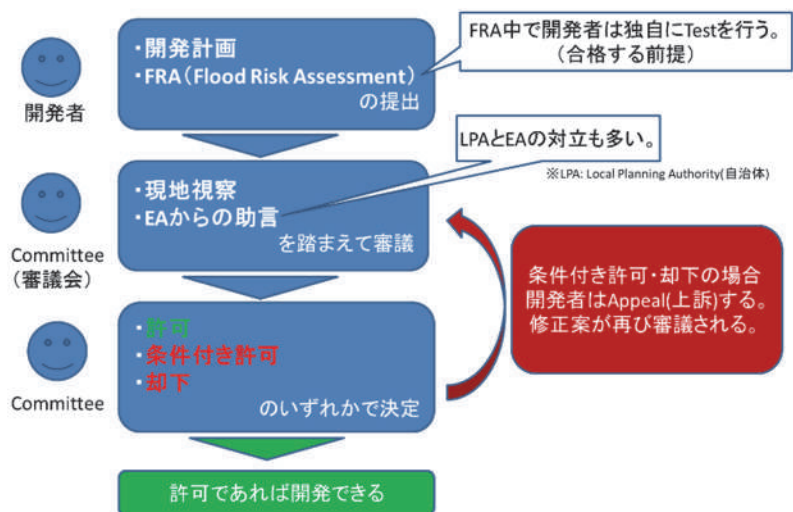 ・開発計画
・FRA（Flood Risk Assessment）
の提出
FRA中で開発者は独自にTestを行う。
（合格する前提）
開発者
LPAとEAの対立も多い。
※LPA: Local Planning Authority(自治体)
・現地視察
・EAからの助言
を踏まえて審議
Committee
（審議会）
条件付き許可・却下の場合
開発者はAppeal(上訴)する。
修正案が再び審議される。
・許可
・条件付き許可
・却下
のいずれかで決定
Committee
許可であれば開発できる